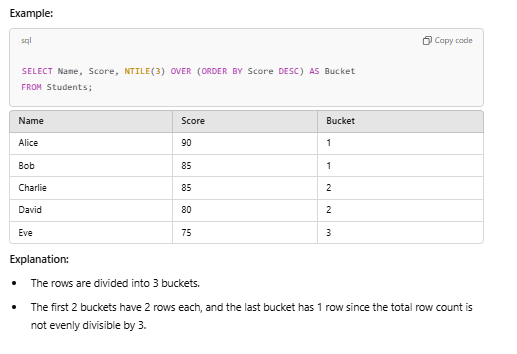 Example:
sql Copy code
SELECT Name, Score, NTILE(3) OVER (ORDER BY Score DESC) AS Bucket
FROM Students;
Name Score Bucket
Alice 90 1
Bob 85 1
Charlie 85 2
David 80 2
Eve 75 3
Explanation:
• The rows are divided into 3 buckets.
• The first 2 buckets have 2 rows each, and the last bucket has 1 row since the total row count is
not evenly divisible by 3.